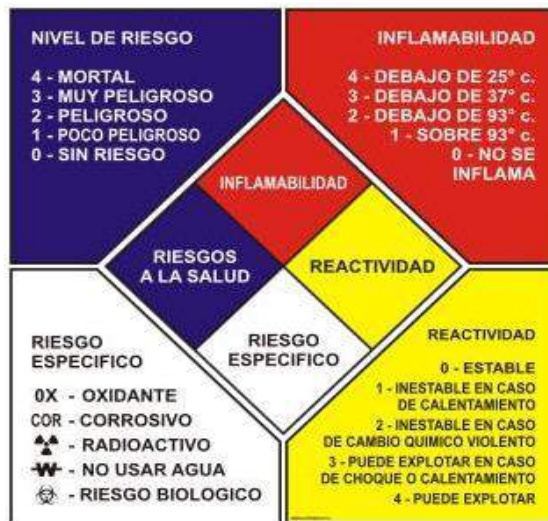 NIVEL DE RIESGO
4 - MORTAL
3 - MUY PELIGROSO
2 - PELIGROSO
1 - POCO PELIGROSO
0 - SIN RIESGO
INFLAMABILIDAD
4 - DEBAJO DE 25° c.
3 - DEBAJO DE 37° c.
2 - DEBAJO DE 93° c.
1 - SOBRE 93° c.
0 - NO SE
INFLAMA
INFLAMABILIDAD
RIESGOS
A LA SALUD
REACTIVIDAD
RIESGO
ESPECIFICO
RIESGO
ESPECIFICO
0X - OXIDANTE
COR - CORROSIVO
- RADIOACTIVO
W - NO USAR AGUA
- RIESGO BIOLOGICO
REACTIVIDAD
0 - ESTABLE
1 - INESTABLE EN CASO
DE CALENTAMIENTO
2 - INESTABLE EN CASO
DE CAMBIO QUIMICO VIOLENTO
3 - PUEDE EXPLOTAR EN CASO
DE CHOQUE O CALENTAMIENTO
4 - PUEDE EXPLOTAR